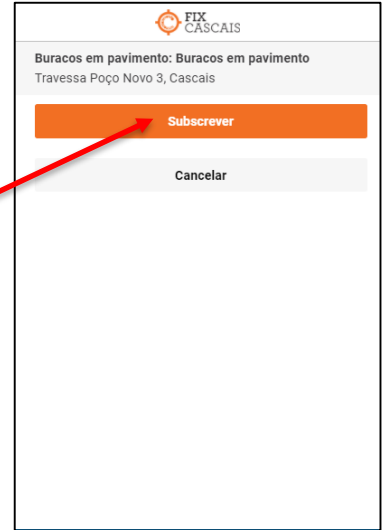 FIX
CASCAIS
Buracos em pavimento: Buracos em pavimento
Travessa Poço Novo 3, Cascais
Subscrever
Cancelar